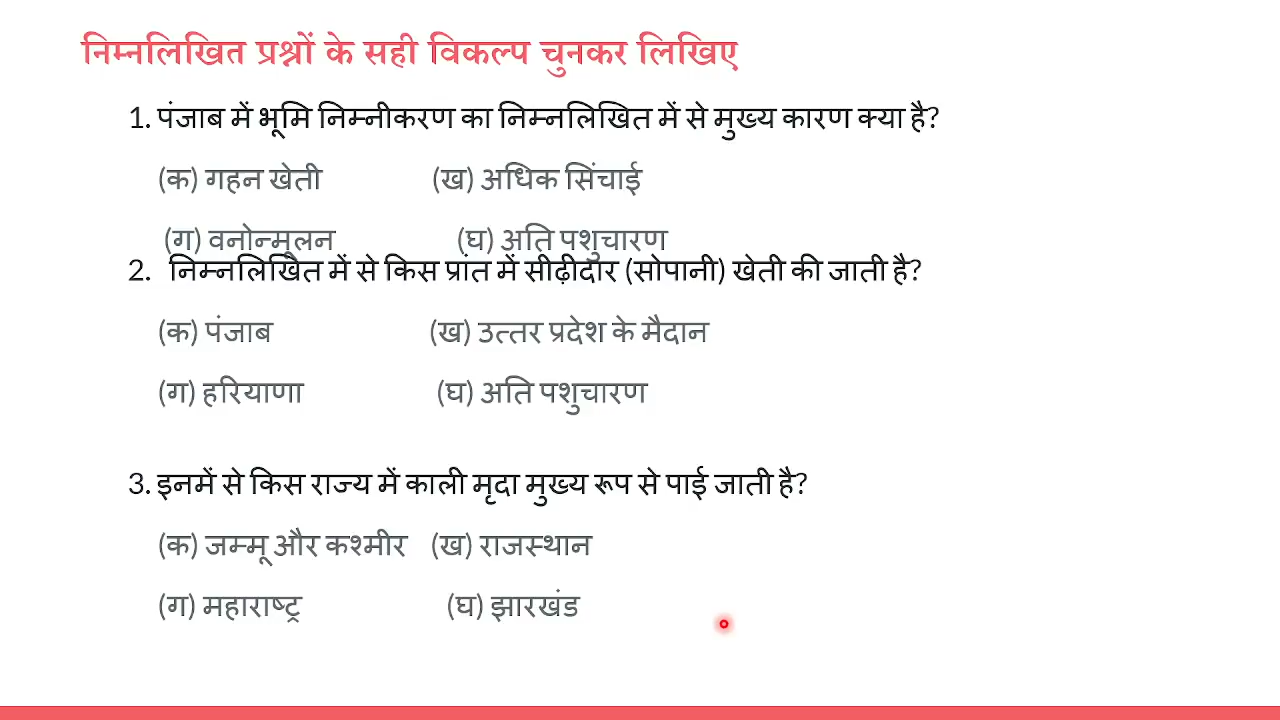 निम्नलिखित प्रश्नों के सही विकल्प चुनकर लिखिए
1. पंजाब में भूमि निम्नीकरण का निम्नलिखित में से मुख्य कारण क्या है?
(क) गहन खेती (ख) अधिक सिंचाई
(ग) वनोन्मूलन (घ) अति पशुचारण
2. निम्नलिखित में से किस प्रांत में सीढ़ीदार (सोपानी) खेती की जाती है?
(क) पंजाब (ख) उत्तर प्रदेश के मैदान
(ग) हरियाणा (घ) अति पशुचारण
3. इनमें से किस राज्य में काली मृदा मुख्य रूप से पाई जाती है?
(क) जम्मू और कश्मीर (ख) राजस्थान
(ग) महाराष्ट्र (घ) झारखंड